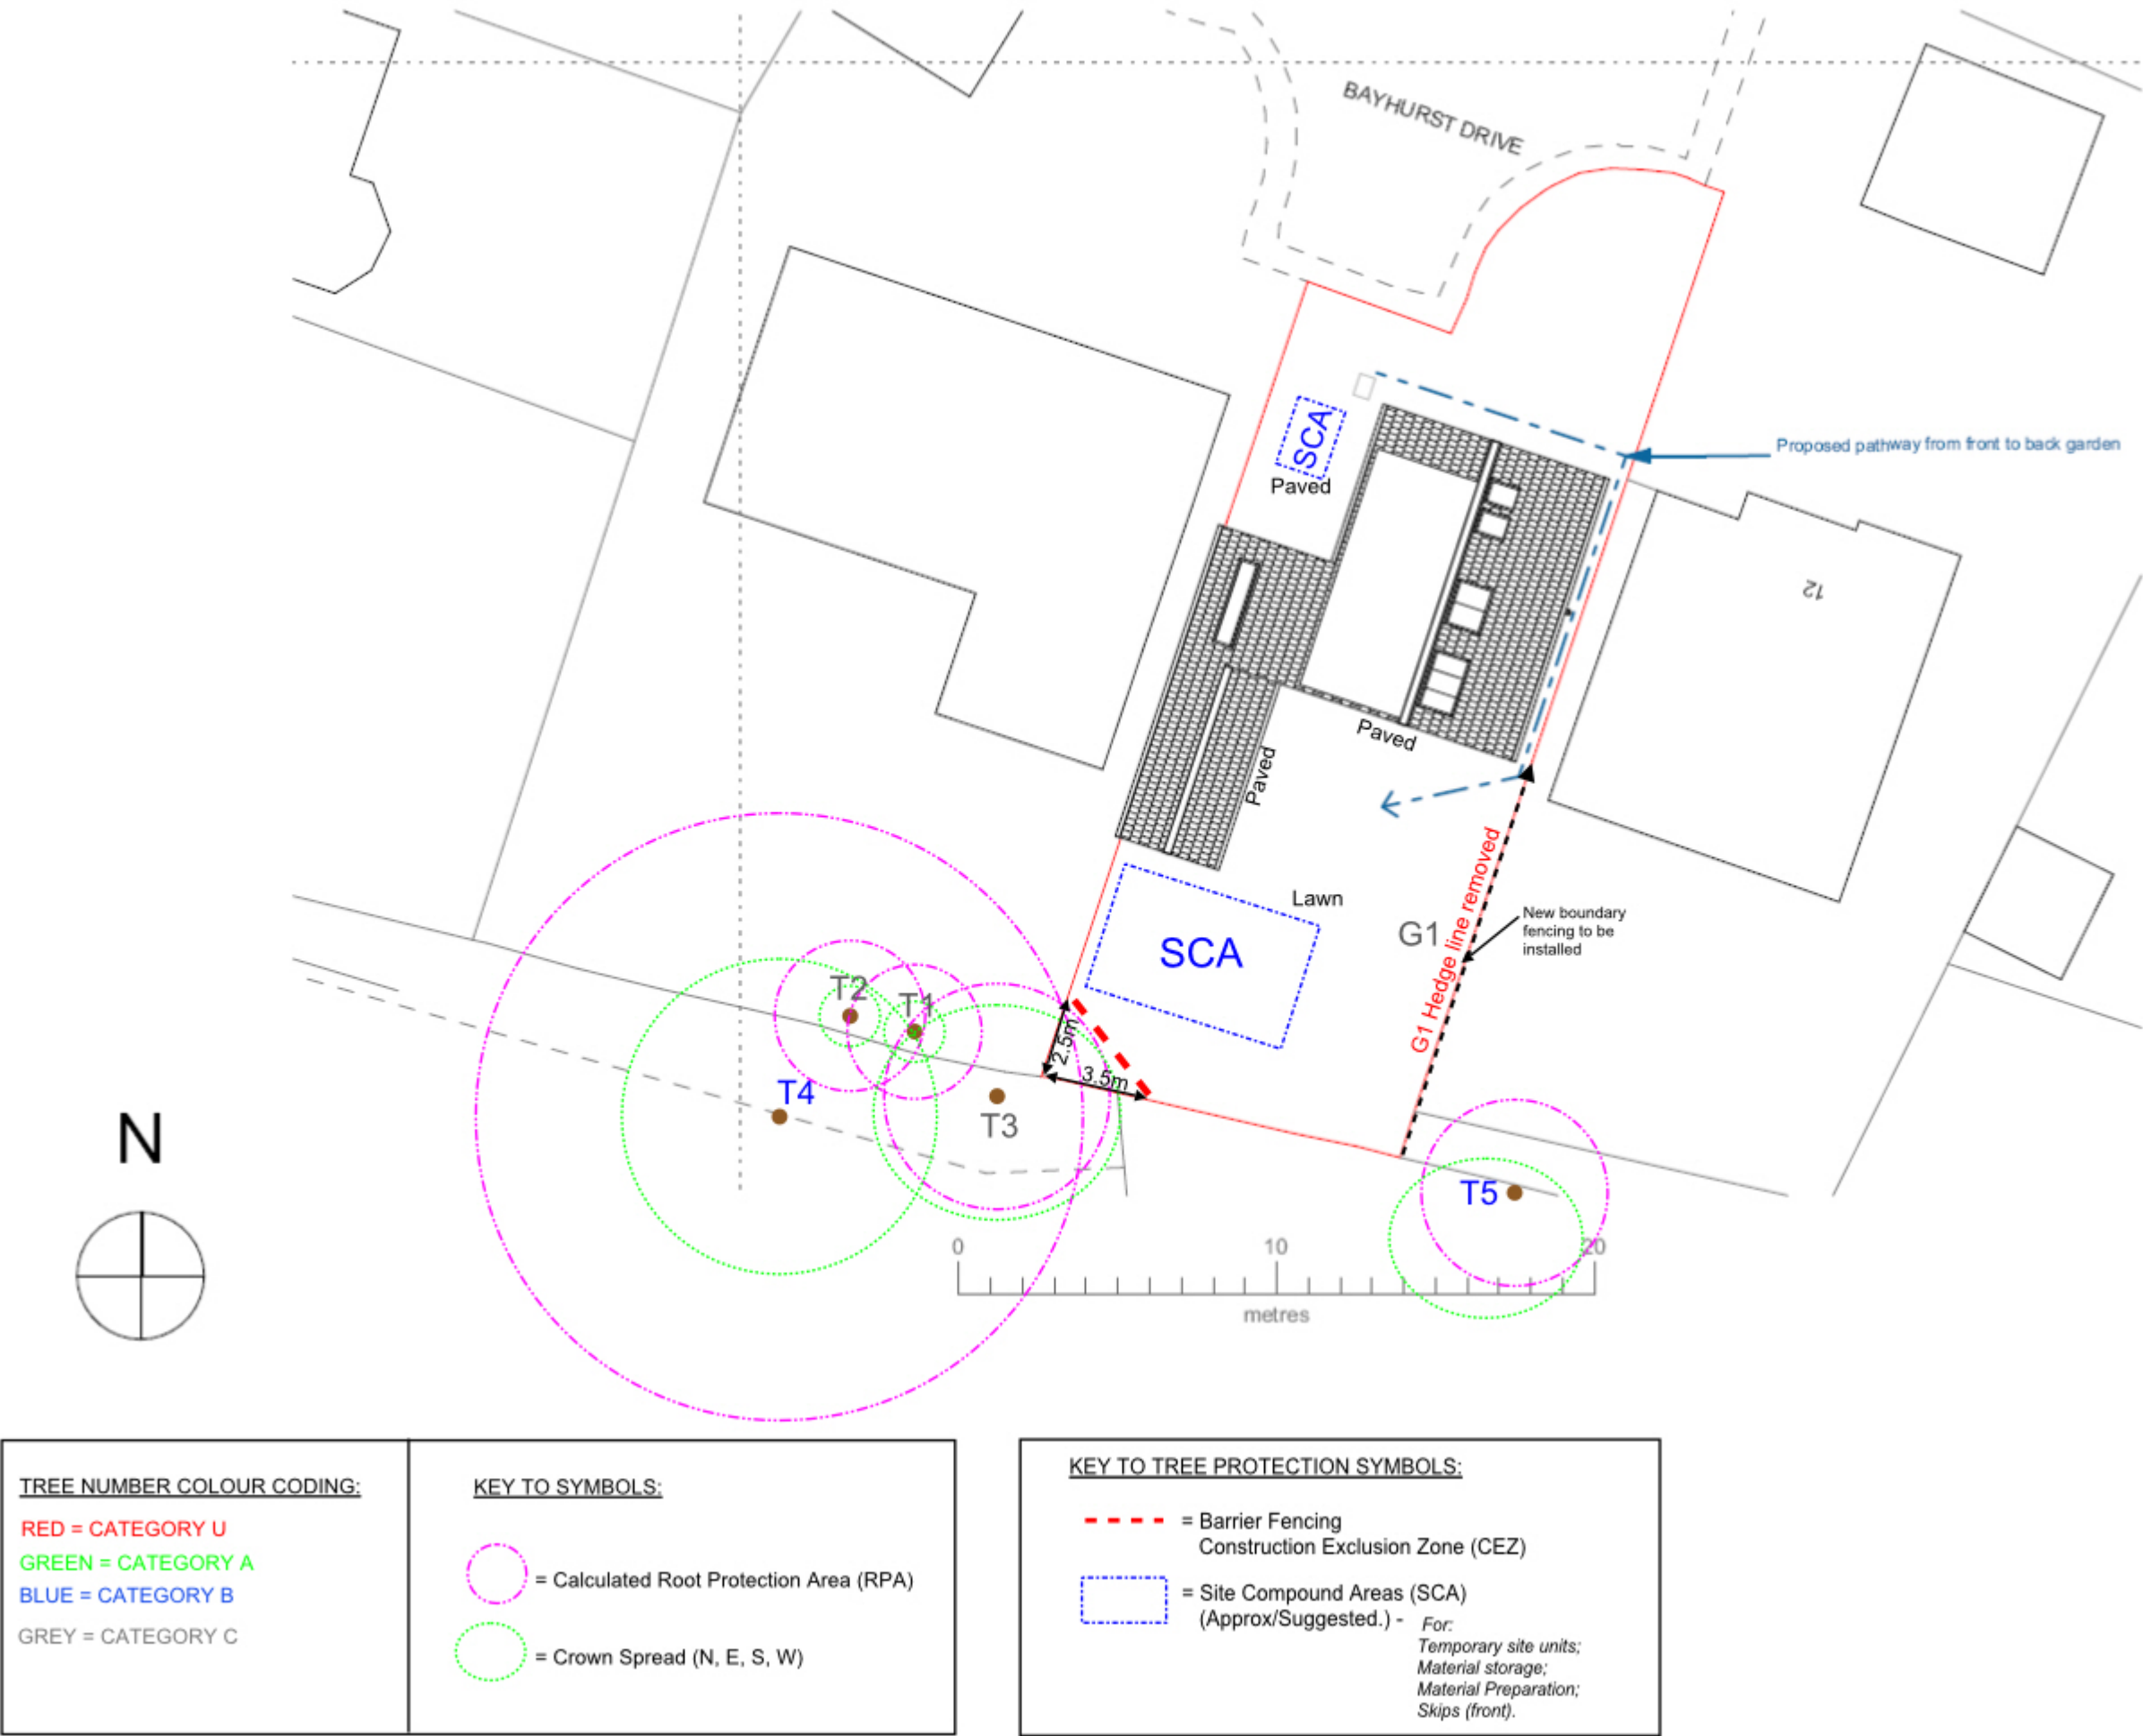 BAYHURST DRIVE
SCA
Paved
Proposed pathway from front to back garden
12
Paved
Paved
Lawn
SCA
G1
G1 Hedge line removed
New boundary
fencing to be
installed
T2
T1
2.5m
3.5m
T4
T3
T5
N
0
10
20
metres
TREE NUMBER COLOUR CODING:
RED = CATEGORY U
GREEN = CATEGORY A
BLUE = CATEGORY B
GREY = CATEGORY C
KEY TO SYMBOLS:
= Calculated Root Protection Area (RPA)
= Crown Spread (N, E, S, W)
KEY TO TREE PROTECTION SYMBOLS:
= Barrier Fencing
Construction Exclusion Zone (CEZ)
= Site Compound Areas (SCA)
(Approx/Suggested.) - For:
Temporary site units;
Material storage;
Material Preparation;
Skips (front).